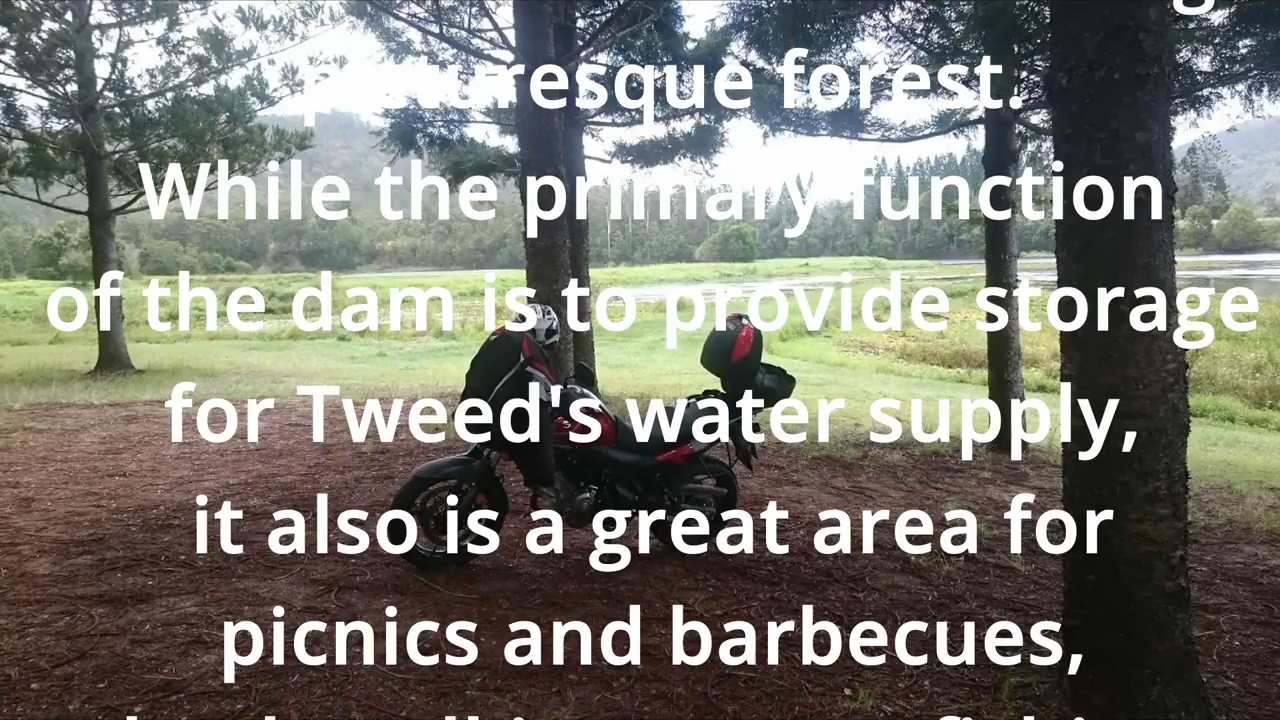 picturesque forest.
While the primary function
of the dam is to provide storage
for Tweed's water supply,
it also is a great area for
picnics and barbecues,